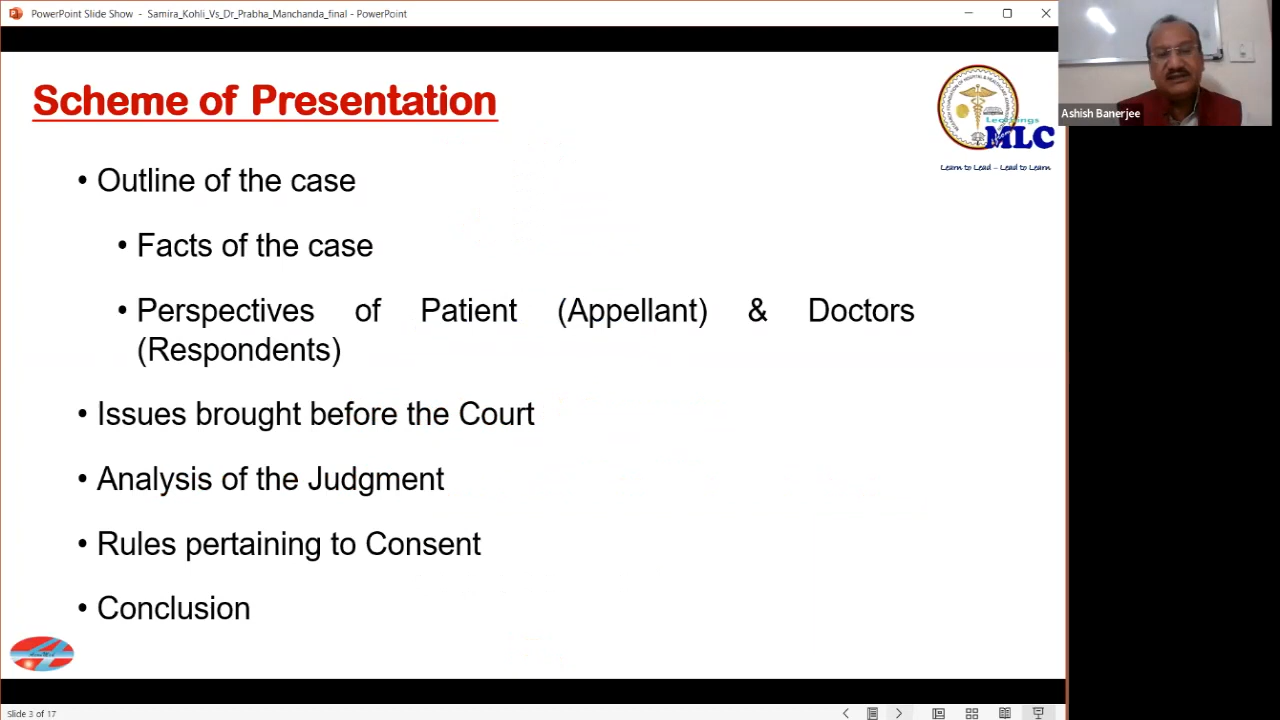 PowerPoint Slide Show - Samira_Kohli_Vs_Dr_Prabha_Manchanda_final - PowerPoint
Scheme of Presentation
Learnings
MLC
Learn to Lead – Lead to Learn
Ashish Banerjee
• Outline of the case
• Facts of the case
• Perspectives of Patient (Appellant) & Doctors
(Respondents)
• Issues brought before the Court
• Analysis of the Judgment
• Rules pertaining to Consent
• Conclusion
Slide 3 of 17